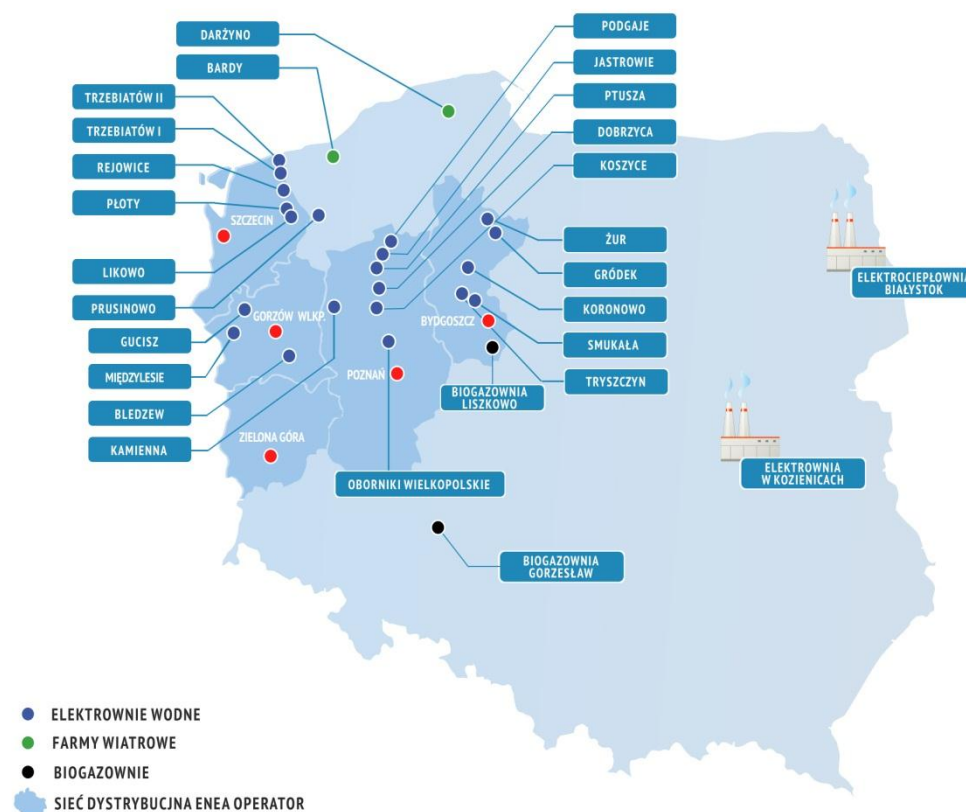 DARŻYNO
BARDY
TRZEBIATÓW II
TRZEBIATÓW I
REJOWICE
PŁOTY
LIKOWO
PRUSINOWO
GUCISZ
MIĘDZYLESIE
BLEDZEW
KAMIENNA
PODGAJE
JASTROWIE
PTUSZA
DOBRZYCA
KOSZYCE
ŻUR
GRÓDEK
KORONOWO
SMUKAŁA
TRYSZCZYN
SZCZECIN
GORZÓW WLKP.
BYDGOSZCZ
POZNAŃ
ZIELONA GÓRA
BIOGAZOWNIA
LISZKOWO
OBORNIKI WIELKOPOLSKIE
BIOGAZOWNIA
GORZESŁAW
ELEKTROCIEPŁOWNIA
BIAŁYSTOK
ELEKTROWNIA
W KOZIENICACH
ELEKTROWNIE WODNE
FARMY WIATROWE
BIOGAZOWNIE
SIEĆ DYSTRYBUCJNA ENEA OPERATOR